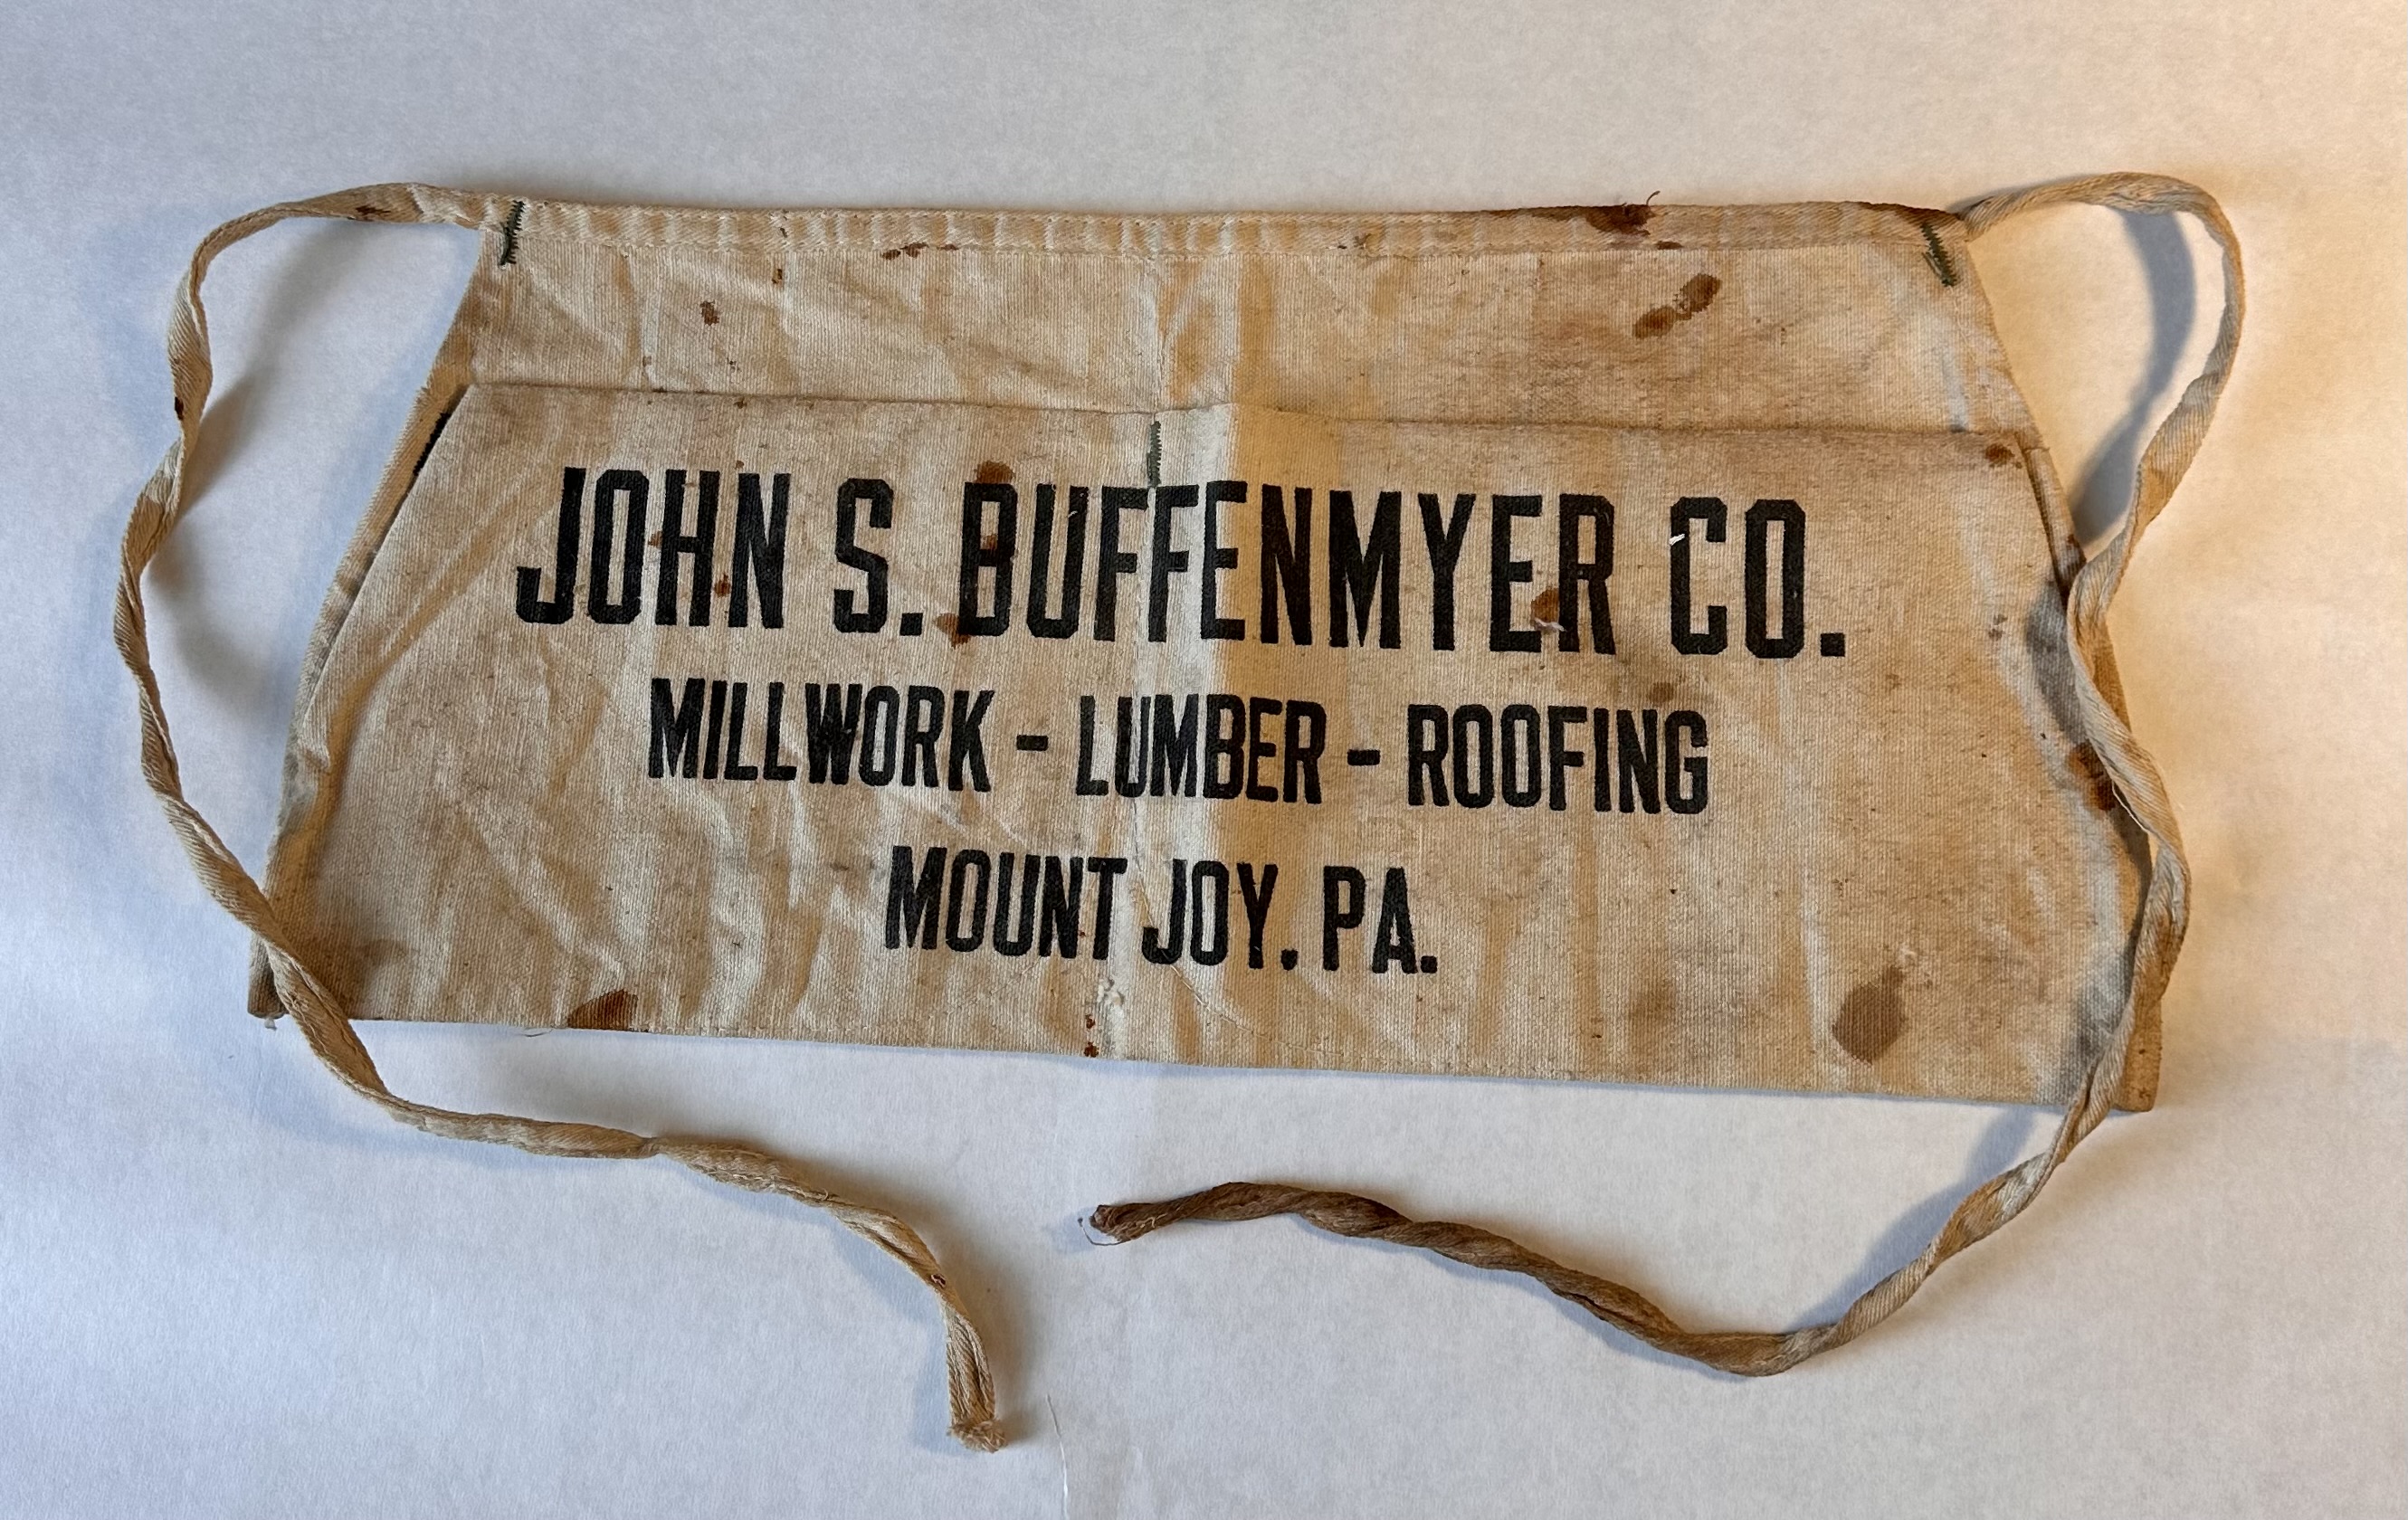 JOHN S. BUFFENMYER CO.
MILLWORK - LUMBER - ROOFING
MOUNT JOY. PA.